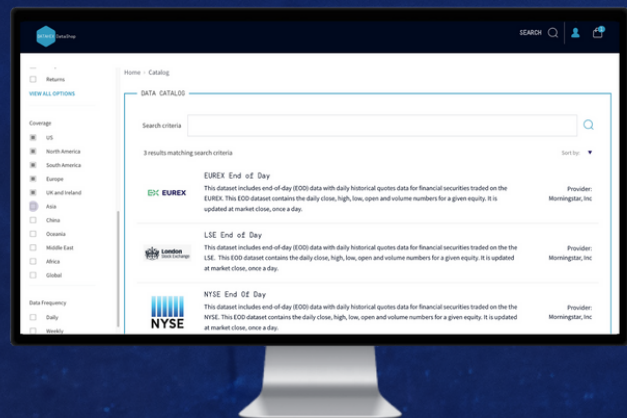 DataShop
SEARCH
Returns
VIEW ALL OPTIONS
Coverage
US
North America
South America
Europe
UK and Ireland
Asia
China
Oceania
Middle East
Africa
Global
Data Frequency
Daily
Weekly
Home › Catalog
DATA CATALOG
Search criteria
3 results matching search criteria
Sort by: ▼
EUREX
EUREX End of Day
This dataset includes end-of-day (EOD) data with daily historical quotes data for financial securities traded on the
EUREX. This EOD dataset contains the daily close, high, low, open and volume numbers for a given equity. It is
updated at market close, once a day.
Provider:
Morningstar, Inc
London
Stock Exchange
LSE End of Day
This dataset includes end-of-day (EOD) data with daily historical quotes data for financial securities traded on the the
LSE. This EOD dataset contains the daily close, high, low, open and volume numbers for a given equity. It is updated
at market close, once a day.
Provider:
Morningstar, Inc
NYSE
NYSE End Of Day
This dataset includes end-of-day (EOD) data with daily historical quotes data for financial securities traded on the the
NYSE. This EOD dataset contains the daily close, high, low, open and volume numbers for a given equity. It is updated
at market close, once a day.
Provider:
Morningstar, Inc